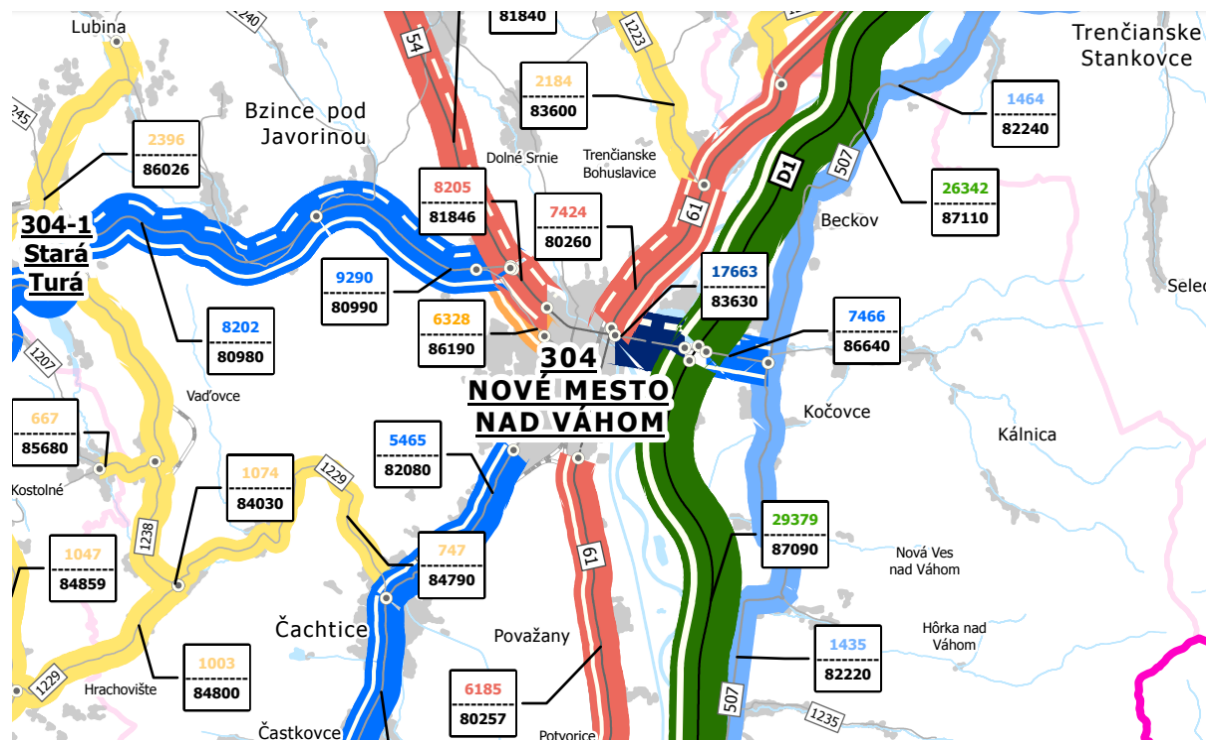 81840
Lubina
1240
54
1223
Trenčianske
Stankovce
2184
83600
1464
82240
245
Bzince pod
Javorinou
2396
86026
Dolné Srnie
Trenčianske
Bohuslavice
507
D1
26342
87110
8205
81846
7424
80260
61
Beckov
304-1
Stará
Turá
9290
80990
17663
83630
Selec
8202
80980
6328
86190
7466
86640
1207
304
NOVÉ MESTO
NAD VÁHOM
Vaďovce
667
85680
Kočovce
5465
82080
Kálnica
1074
84030
1229
Kostolné
1238
29379
87090
61
1047
84859
747
84790
Nová Ves
nad Váhom
Čachtice
Považany
Hôrka nad
Váhom
1003
84800
1435
82220
1229
Hrachovište
6185
80257
507
1235
Častkovce
Potvorice